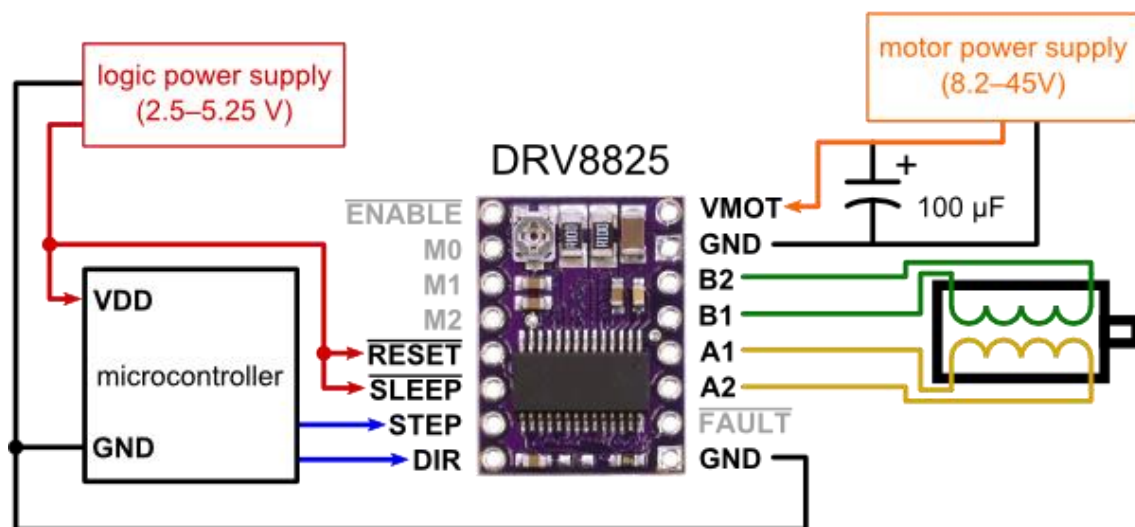 logic power supply
(2.5–5.25 V)
motor power supply
(8.2–45V)
DRV8825
+
100 µF
ENABLE
M0
M1
M2
RESET
SLEEP
STEP
DIR
VMOT
GND
B2
B1
A1
A2
FAULT
GND
VDD
microcontroller
GND